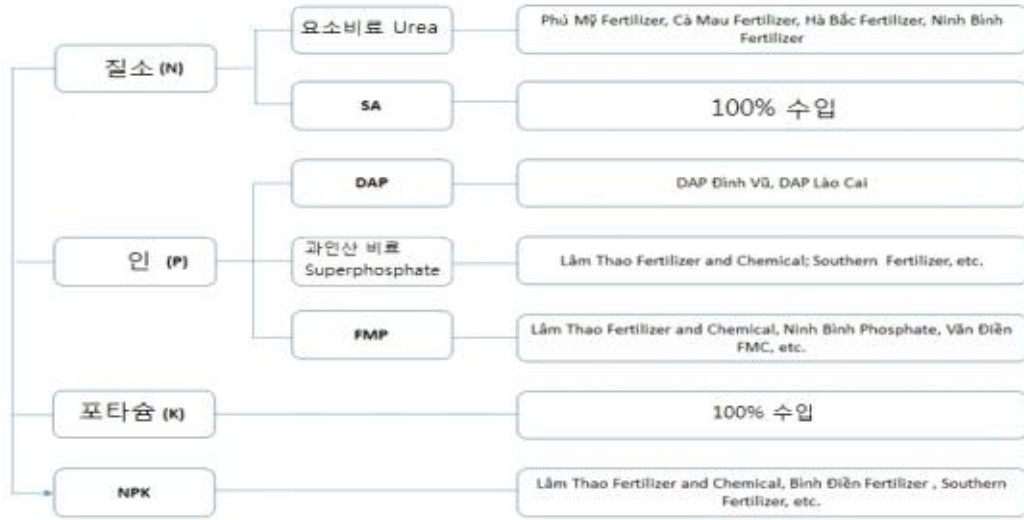 요소비료 Urea
Phú Mỹ Fertilizer, Cà Mau Fertilizer, Hà Bắc Fertilizer, Ninh Bình
Fertilizer
질소 (N)
SA
100% 수입
DAP
DAP Đình Vũ, DAP Lào Cai
인 (P)
과인산 비료
Superphosphate
Lâm Thao Fertilizer and Chemical; Southern Fertilizer, etc.
FMP
Lâm Thao Fertilizer and Chemical, Ninh Bình Phosphate, Văn Điển
FMC, etc.
포타슘 (K)
100% 수입
NPK
Lâm Thao Fertilizer and Chemical, Bình Điền Fertilizer , Southern
Fertilizer, etc.